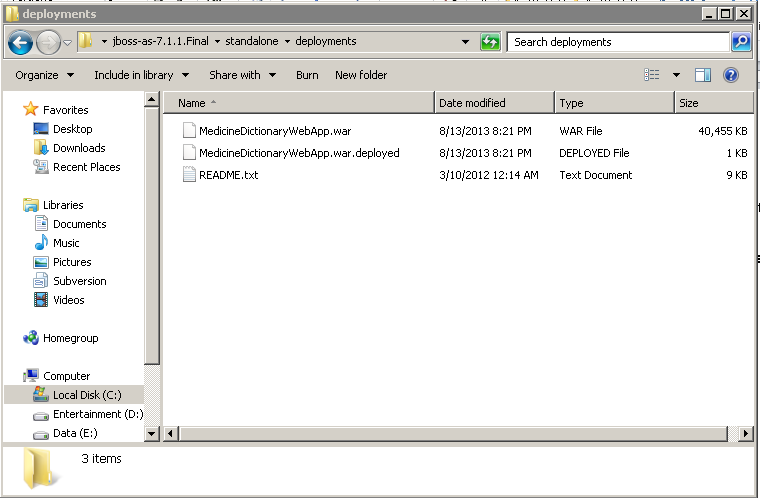 deployments
jboss-as-7.1.1.Final standalone deployments Search deployments
Organize Include in library Share with Burn New folder
Name Date modified Type Size
MedicineDictionaryWebApp.war 8/13/2013 8:21 PM WAR File 40,455 KB
MedicineDictionaryWebApp.war.deployed 8/13/2013 8:21 PM DEPLOYED File 1 KB
README.txt 3/10/2012 12:14 AM Text Document 9 KB
Favorites
Desktop
Downloads
Recent Places
Libraries
Documents
Music
Pictures
Subversion
Videos
Homegroup
Computer
Local Disk (C:)
Entertainment (D:)
Data (E:)
3 items